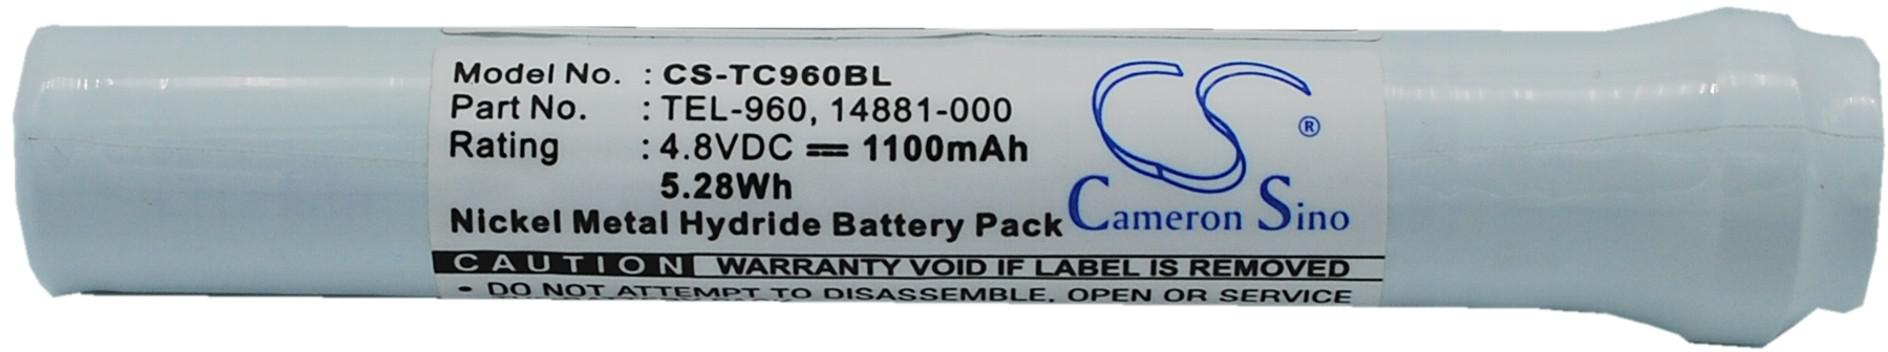 Model No. : CS-TC960BL
Part No. : TEL-960, 14881-000
Rating : 4.8VDC ⎓ 1100mAh
5.28Wh
Nickel Metal Hydride Battery Pack
CS ®
Cameron Sino
CAUTION WARRANTY VOID IF LABEL IS REMOVED
• DO NOT ATTEMPT TO DISASSEMBLE, OPEN OR SERVICE